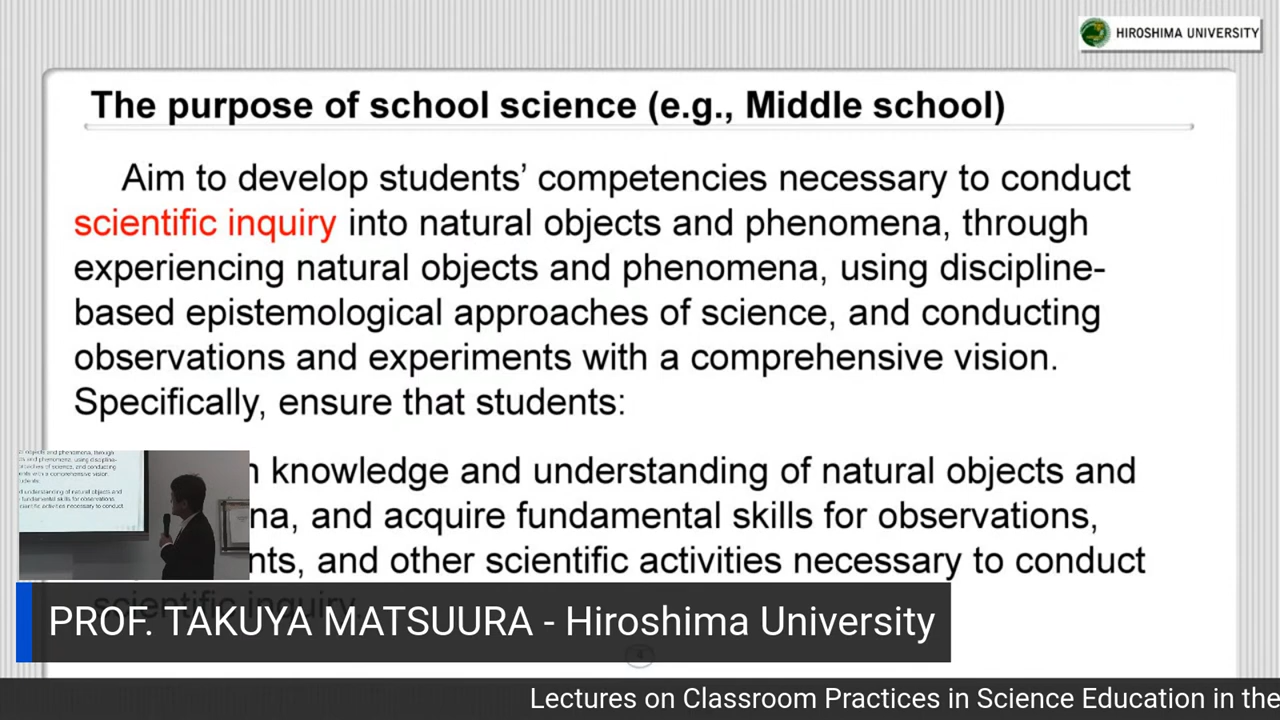 HIROSHIMA UNIVERSITY
The purpose of school science (e.g., Middle school)
Aim to develop students’ competencies necessary to conduct
scientific inquiry into natural objects and phenomena, through
experiencing natural objects and phenomena, using discipline-
based epistemological approaches of science, and conducting
observations and experiments with a comprehensive vision.
Specifically, ensure that students:
knowledge and understanding of natural objects and
na, and acquire fundamental skills for observations,
nts, and other scientific activities necessary to conduct
scientific inquiry.
PROF. TAKUYA MATSUURA - Hiroshima University
Lectures on Classroom Practices in Science Education in the